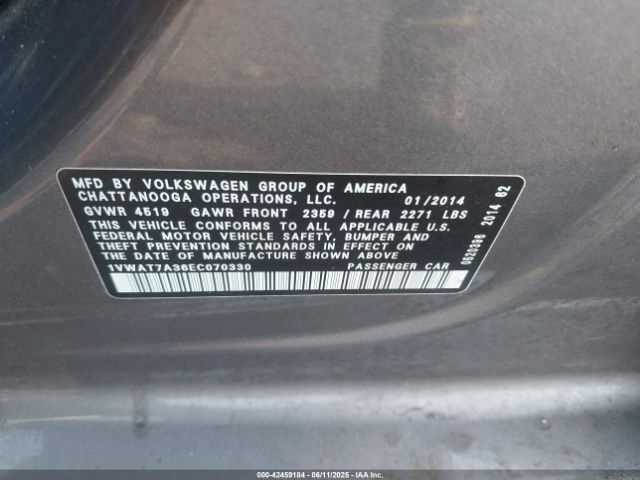 MFD BY VOLKSWAGEN GROUP OF AMERICA
CHATTANOOGA OPERATIONS, LLC. 01/2014
GVWR 4519 GAWR FRONT 2359 / REAR 2271 LBS
THIS VEHICLE CONFORMS TO ALL APPLICABLE U.S.
FEDERAL MOTOR VEHICLE SAFETY, BUMPER AND
THEFT PREVENTION STANDARDS IN EFFECT ON
THE DATE OF MANUFACTURE SHOWN ABOVE
1VWAT7A36EC070330 PASSENGER CAR
0520398 2014 62
000-42459184 - 06/11/2025 - IAA Inc.